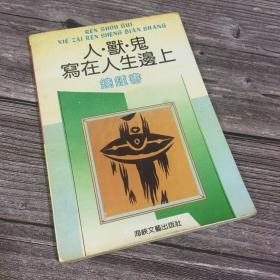 REN SHOU GUI
XIE ZAI REN SHENG BIAN SHANG
人·獸·鬼
寫在人生邊上
錢鍾書
海峽文藝出版社